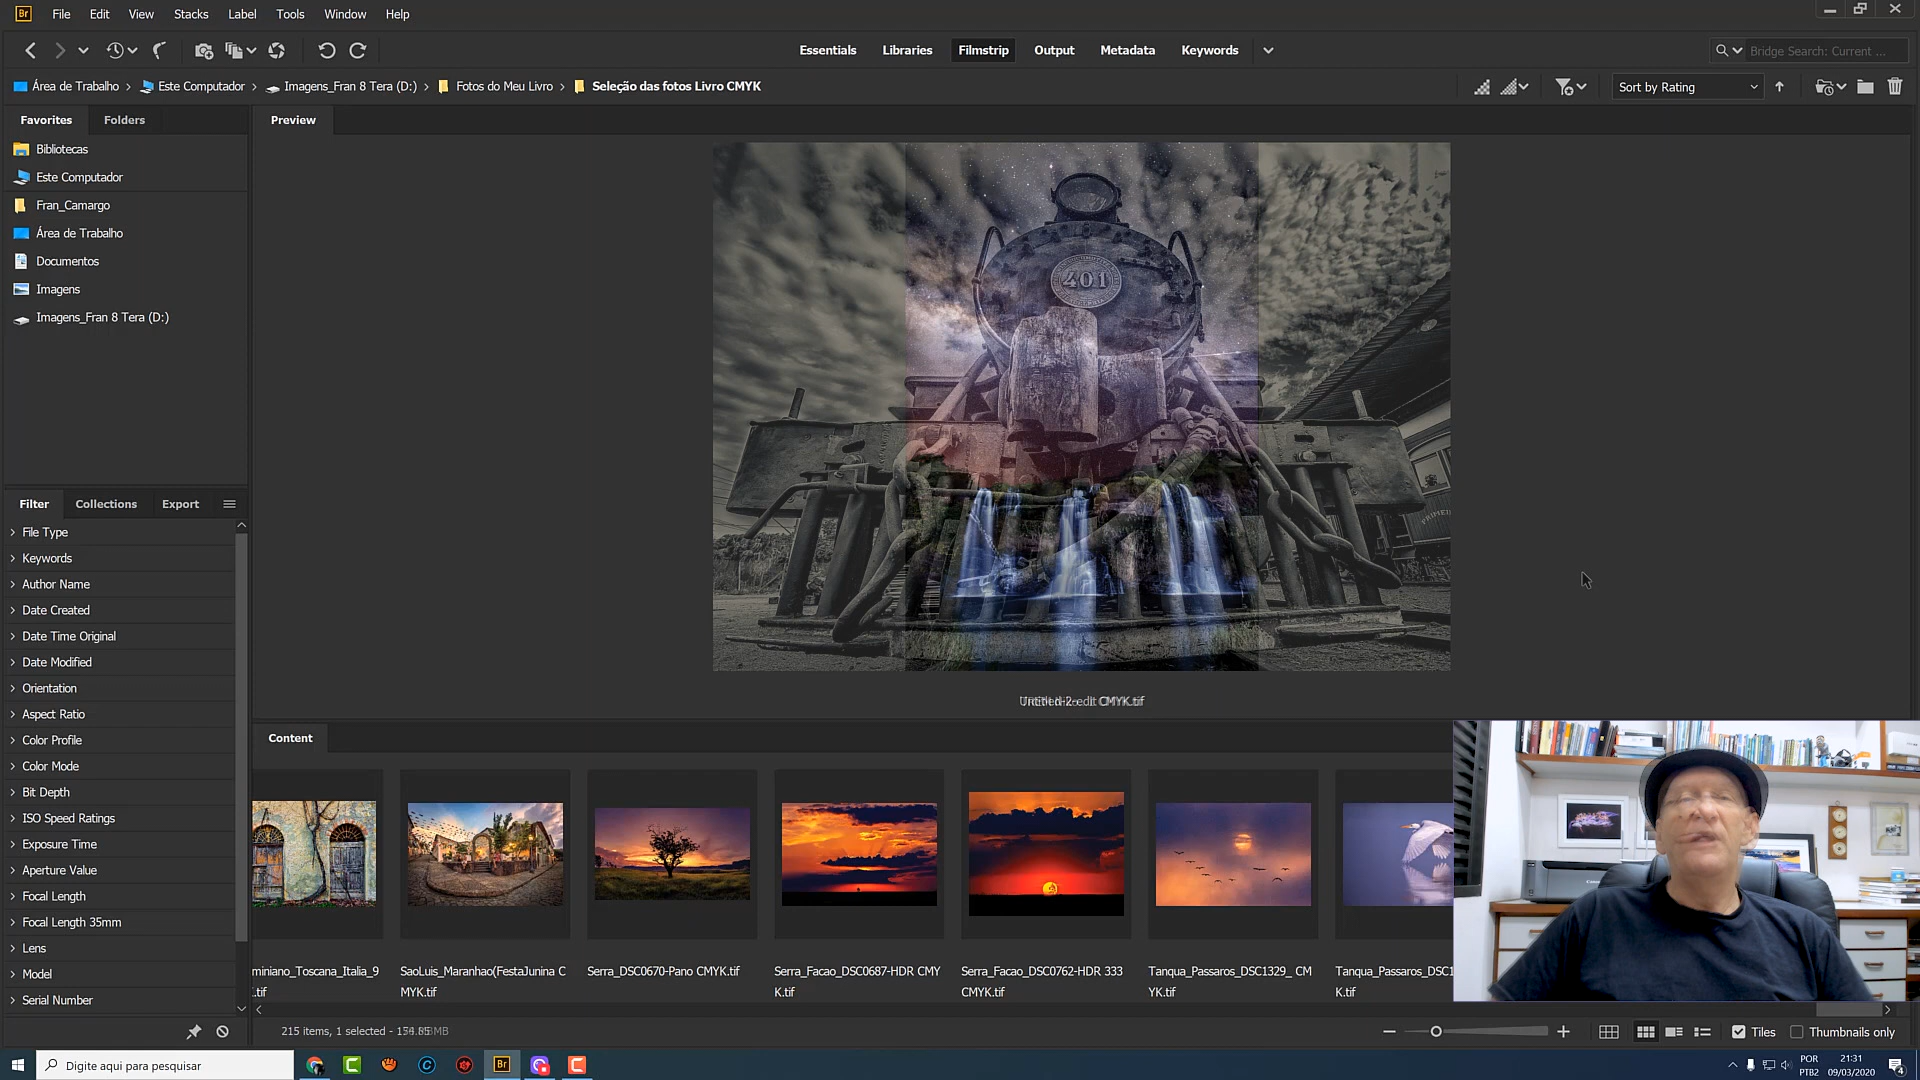 Br File Edit View Stacks Label Tools Window Help
Essentials Libraries Filmstrip Output Metadata Keywords
Bridge Search: Current ...
Área de Trabalho Este Computador Imagens_Fran 8 Tera (D:) Fotos do Meu Livro Seleção das fotos Livro CMYK
Sort by Rating
Favorites Folders
Preview
Bibliotecas
Este Computador
Fran_Camargo
Área de Trabalho
Documentos
Imagens
Imagens_Fran 8 Tera (D:)
401
Filter Collections Export
File Type
Keywords
Author Name
Date Created
Date Time Original
Date Modified
Orientation
Aspect Ratio
Color Profile
Color Mode
Bit Depth
ISO Speed Ratings
Exposure Time
Aperture Value
Focal Length
Focal Length 35mm
Lens
Model
Serial Number
Untitled-2-edit CMYK.tif
Content
miniano_Toscana_Italia_9
.tif
SaoLuis_Maranhao(FestaJunina C
MYK.tif
Serra_DSC0670-Pano CMYK.tif
Serra_Facao_DSC0687-HDR CMY
K.tif
Serra_Facao_DSC0762-HDR 333
CMYK.tif
Tanqua_Passaros_DSC1329_ CM
YK.tif
Tanqua_Passaros_DSC1
K.tif
215 items, 1 selected -
Tiles Thumbnails only
Digite aqui para pesquisar
Br
POR
PTB2
21:31
09/03/2020
4